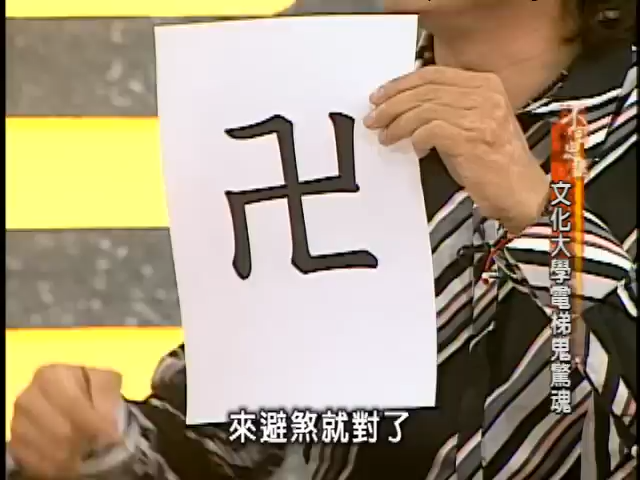 卍
文化大學電梯鬼驚魂
來避煞就對了